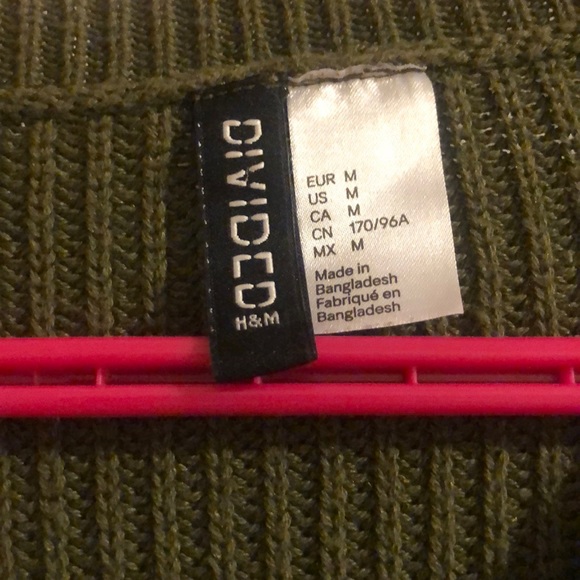 DIVIDED
H&M
EUR M
US M
CA M
CN 170/96A
MX M
Made in
Bangladesh
Fabriqué en
Bangladesh